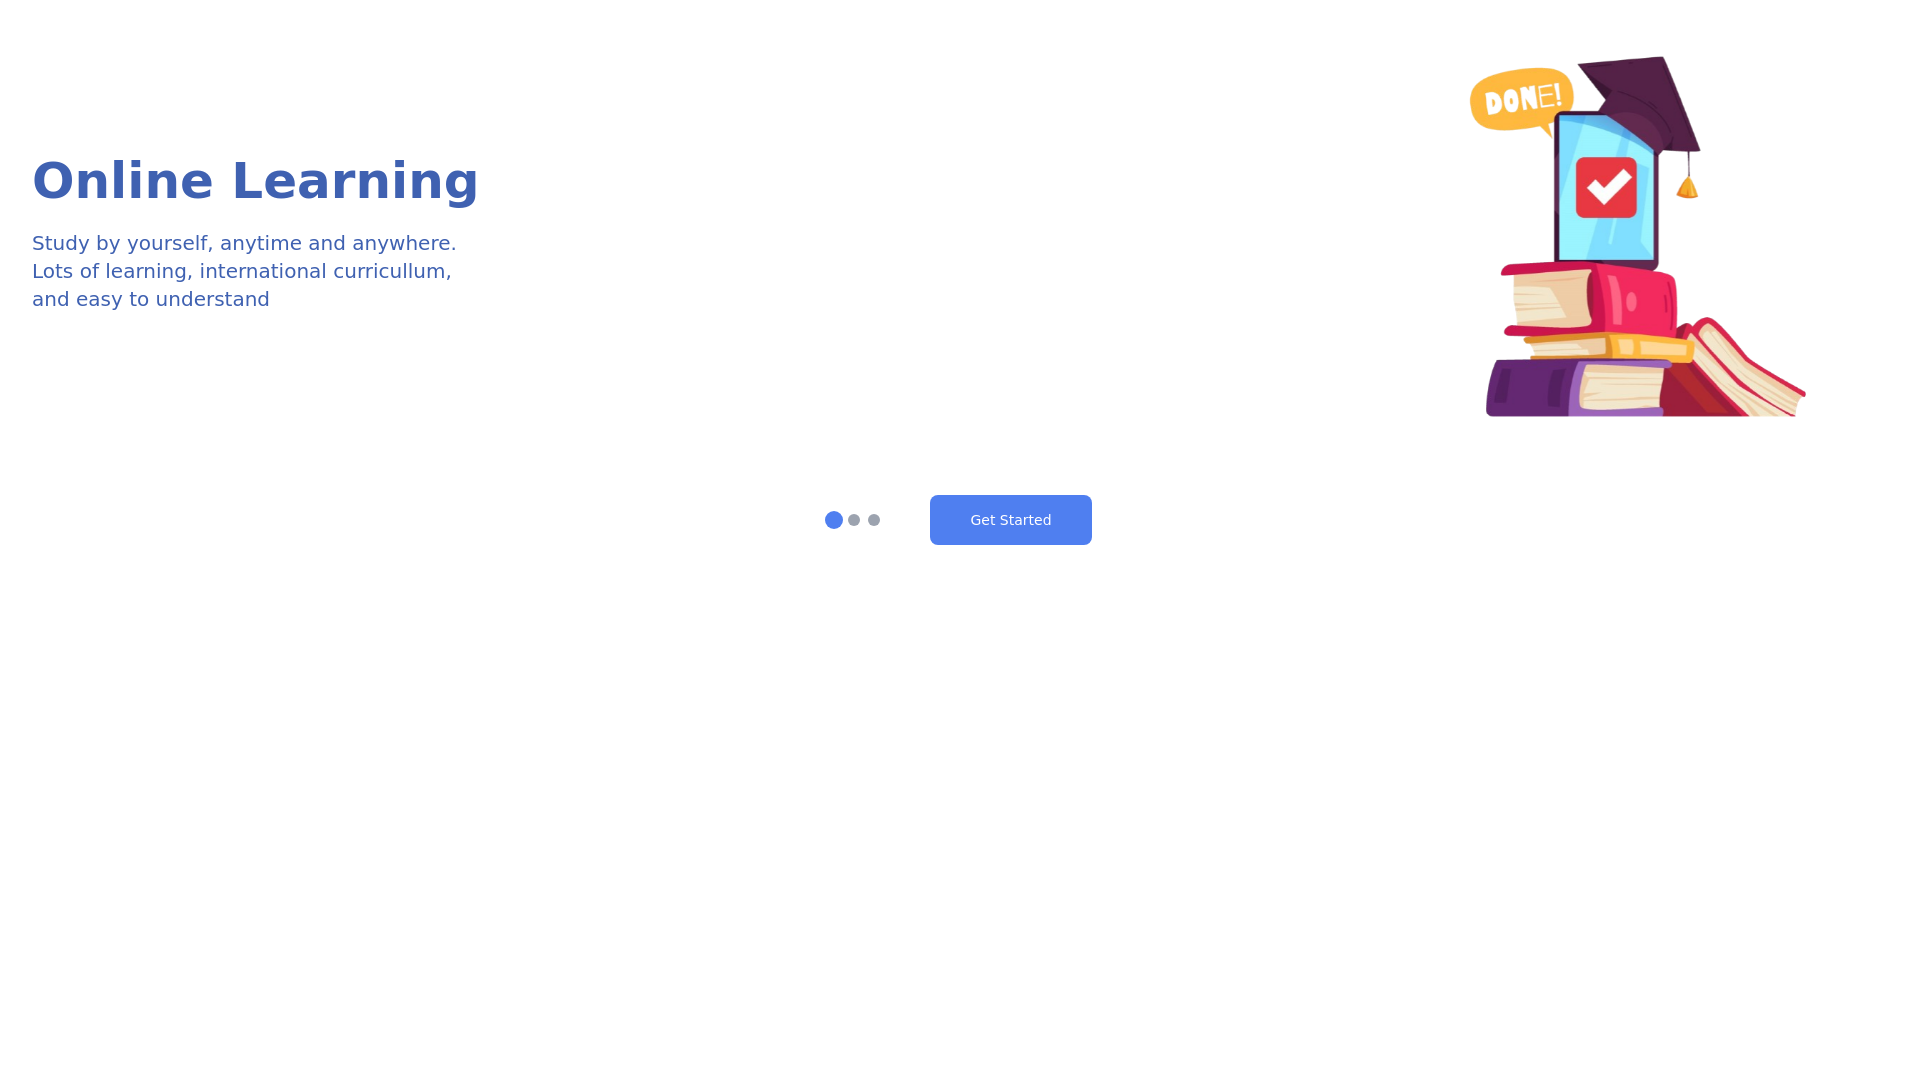 DONE!
Online Learning
Study by yourself, anytime and anywhere.
Lots of learning, international curricullum,
and easy to understand
Get Started